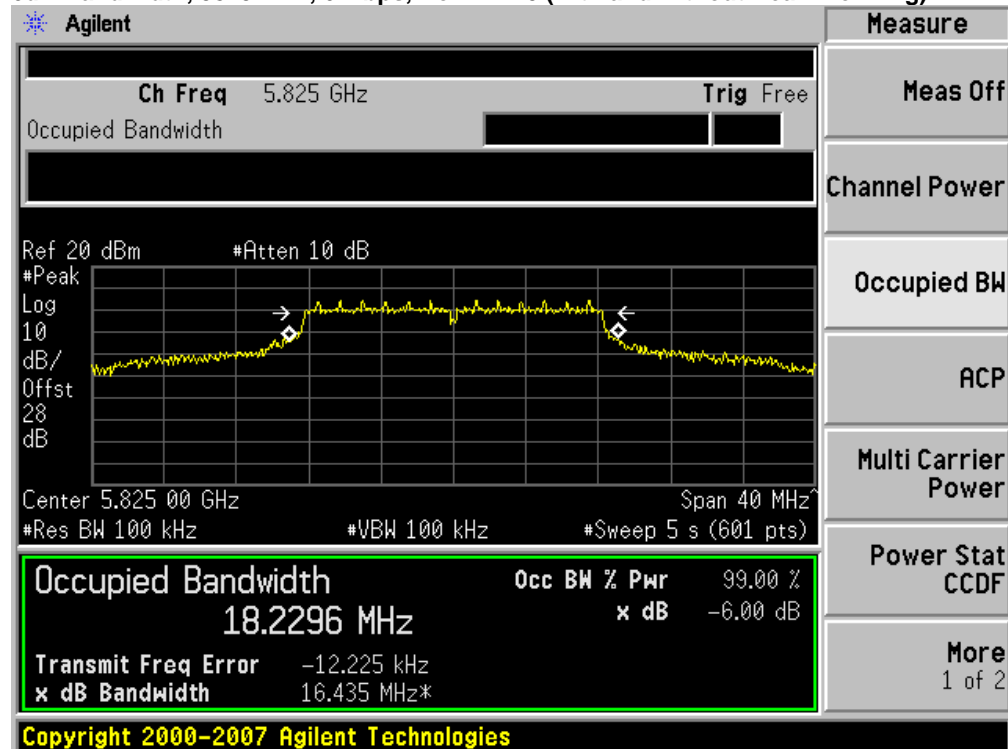 Agilent
Measure
Ch Freq 5.825 GHz Trig Free
Occupied Bandwidth
Meas Off
Channel Power
Occupied BW
ACP
Multi Carrier
Power
Power Stat
CCDF
More
1 of 2
Ref 20 dBm #Atten 10 dB
#Peak
Log
10
dB/
Offst
28
dB
Center 5.825 00 GHz Span 40 MHz^
#Res BW 100 kHz #VBW 100 kHz #Sweep 5 s (601 pts)
Occupied Bandwidth Occ BW % Pwr 99.00 %
18.2296 MHz x dB -6.00 dB
Transmit Freq Error -12.225 kHz
x dB Bandwidth 16.435 MHz*
Copyright 2000-2007 Agilent Technologies